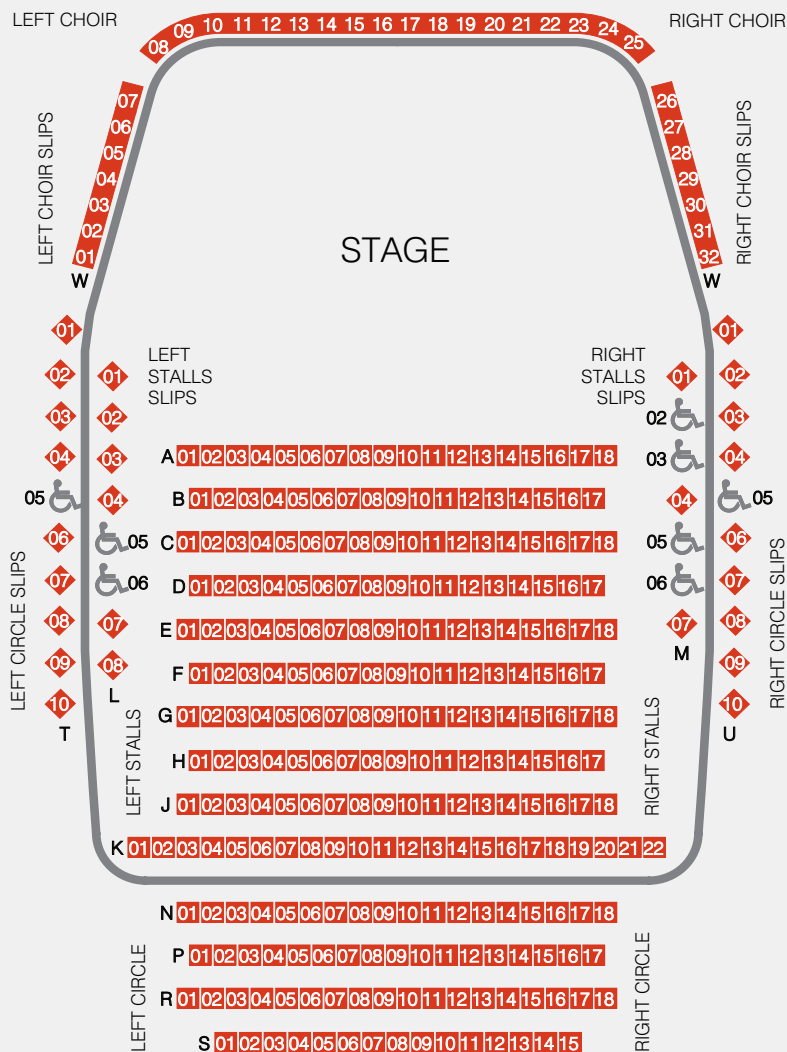 LEFT CHOIR
RIGHT CHOIR
08 09 10 11 12 13 14 15 16 17 18 19 20 21 22 23 24 25
LEFT CHOIR SLIPS
07
06
05
04
03
02
01
W
26
27
28
29
30
31
32
W
RIGHT CHOIR SLIPS
STAGE
01
02
03
04
05
06
07
08
09
10
T
LEFT CIRCLE SLIPS
LEFT
STALLS
SLIPS
01
02
03
04
05
06
07
08
L
RIGHT
STALLS
SLIPS
01
02
03
04
05
06
07
M
01
02
03
04
05
06
07
08
09
10
U
RIGHT CIRCLE SLIPS
A 01 02 03 04 05 06 07 08 09 10 11 12 13 14 15 16 17 18
B 01 02 03 04 05 06 07 08 09 10 11 12 13 14 15 16 17
C 01 02 03 04 05 06 07 08 09 10 11 12 13 14 15 16 17 18
D 01 02 03 04 05 06 07 08 09 10 11 12 13 14 15 16 17
E 01 02 03 04 05 06 07 08 09 10 11 12 13 14 15 16 17 18
F 01 02 03 04 05 06 07 08 09 10 11 12 13 14 15 16 17
G 01 02 03 04 05 06 07 08 09 10 11 12 13 14 15 16 17 18
H 01 02 03 04 05 06 07 08 09 10 11 12 13 14 15 16 17
J 01 02 03 04 05 06 07 08 09 10 11 12 13 14 15 16 17 18
K 01 02 03 04 05 06 07 08 09 10 11 12 13 14 15 16 17 18 19 20 21 22
LEFT STALLS
RIGHT STALLS
N 01 02 03 04 05 06 07 08 09 10 11 12 13 14 15 16 17 18
P 01 02 03 04 05 06 07 08 09 10 11 12 13 14 15 16 17
R 01 02 03 04 05 06 07 08 09 10 11 12 13 14 15 16 17 18
S 01 02 03 04 05 06 07 08 09 10 11 12 13 14 15
LEFT CIRCLE
RIGHT CIRCLE